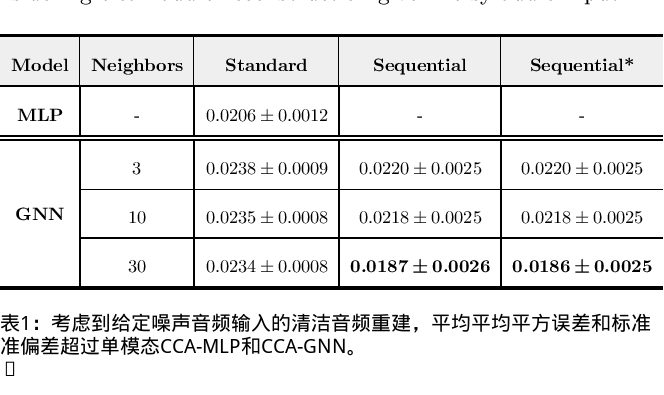 Model Neighbors Standard Sequential Sequential*
MLP - 0.0206 ± 0.0012 - -
3 0.0238 ± 0.0009 0.0220 ± 0.0025 0.0220 ± 0.0025
GNN 10 0.0235 ± 0.0008 0.0218 ± 0.0025 0.0218 ± 0.0025
30 0.0234 ± 0.0008 0.0187 ± 0.0026 0.0186 ± 0.0025
表1：考虑到给定噪声音频输入的清洁音频重建，平均平均平方误差和标准
准偏差超过单模态CCA-MLP和CCA-GNN。